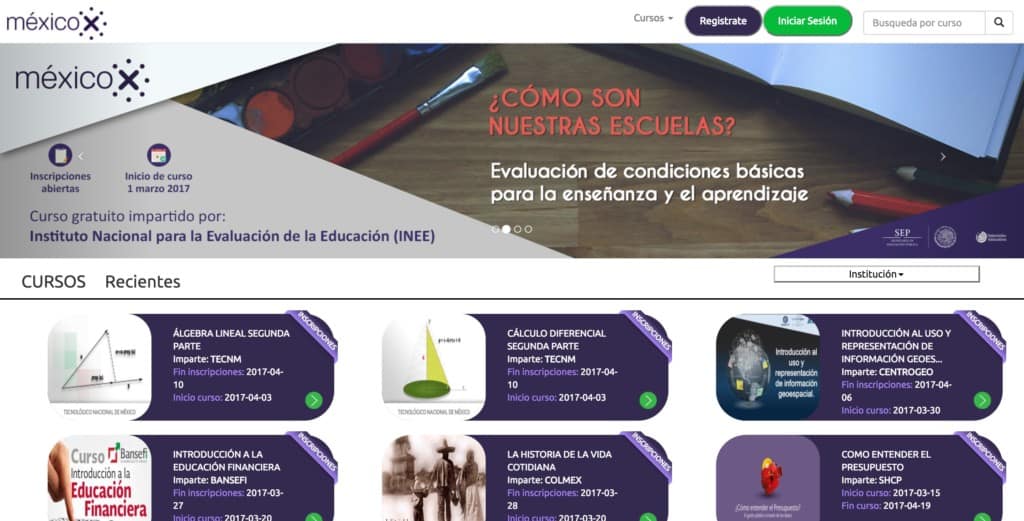 méxicoX
Cursos
Registrate
Iniciar Sesión
Busqueda por curso
méxicoX
¿CÓMO SON
NUESTRAS ESCUELAS?
Evaluación de condiciones básicas
para la enseñanza y el aprendizaje
Inscripciones
abiertas
Inicio de curso
1 marzo 2017
Curso gratuito impartido por:
Instituto Nacional para la Evaluación de la Educación (INEE)
SEP
CURSOS Recientes
Institución
TECNOLÓGICO NACIONAL DE MÉXICO
INSCRIPCIONES
ÁLGEBRA LINEAL SEGUNDA
PARTE
Imparte: TECNM
Fin inscripciones: 2017-04-
10
Inicio curso: 2017-04-03
TECNOLÓGICO NACIONAL DE MÉXICO
INSCRIPCIONES
CÁLCULO DIFERENCIAL
SEGUNDA PARTE
Imparte: TECNM
Fin inscripciones: 2017-04-
10
Inicio curso: 2017-04-03
Introducción al
uso y
representación
de información
geoespacial.
INSCRIPCIONES
INTRODUCCIÓN AL USO Y
REPRESENTACIÓN DE
INFORMACIÓN GEOES...
Imparte: CENTROGEO
Fin inscripciones: 2017-04-
06
Inicio curso: 2017-03-30
Curso Bansefi
Introducción a la
Educación
Financiera
INSCRIPCIONES
INTRODUCCIÓN A LA
EDUCACIÓN FINANCIERA
Imparte: BANSEFI
Fin inscripciones: 2017-03-
27
Inicio curso: 2017-03-20
INSCRIPCIONES
LA HISTORIA DE LA VIDA
COTIDIANA
Imparte: COLMEX
Fin inscripciones: 2017-03-
28
Inicio curso: 2017-03-20
¿Cómo entender el Presupuesto?
INSCRIPCIONES
COMO ENTENDER EL
PRESUPUESTO
Imparte: SHCP
Inicio curso: 2017-03-15
Fin curso: 2017-04-19